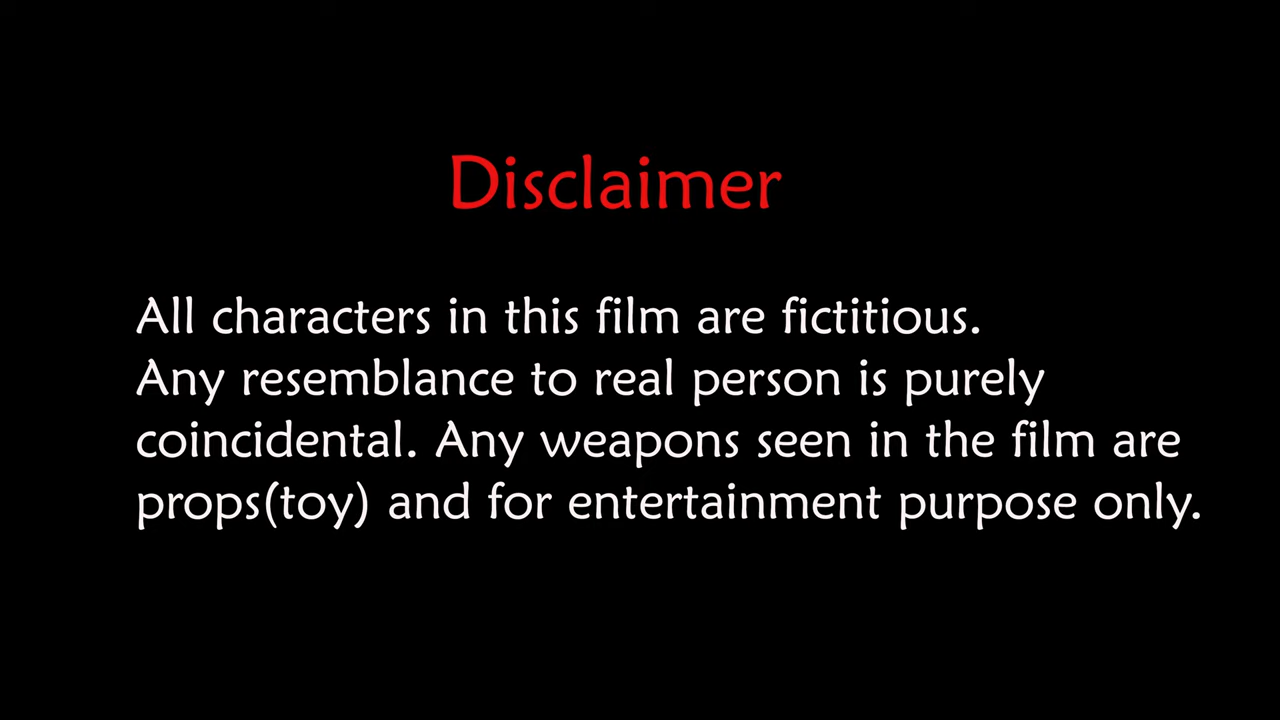 Disclaimer
All characters in this film are fictitious.
Any resemblance to real person is purely
coincidental. Any weapons seen in the film are
props(toy) and for entertainment purpose only.